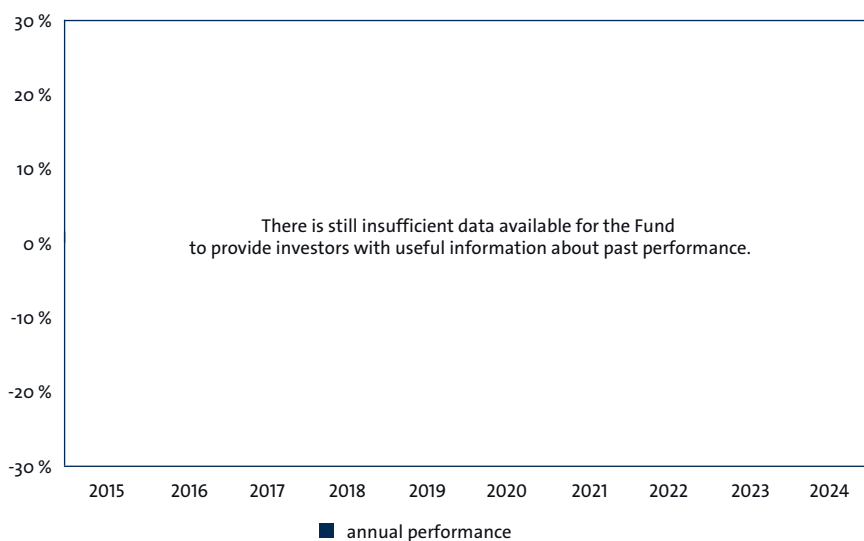 30 %
20 %
10 %
There is still insufficient data available for the Fund
0 %
to provide investors with useful information about past performance.
-10 %
-20 %
-30 %
2015 2016 2017 2018 2019 2020 2021 2022 2023 2024
annual performance